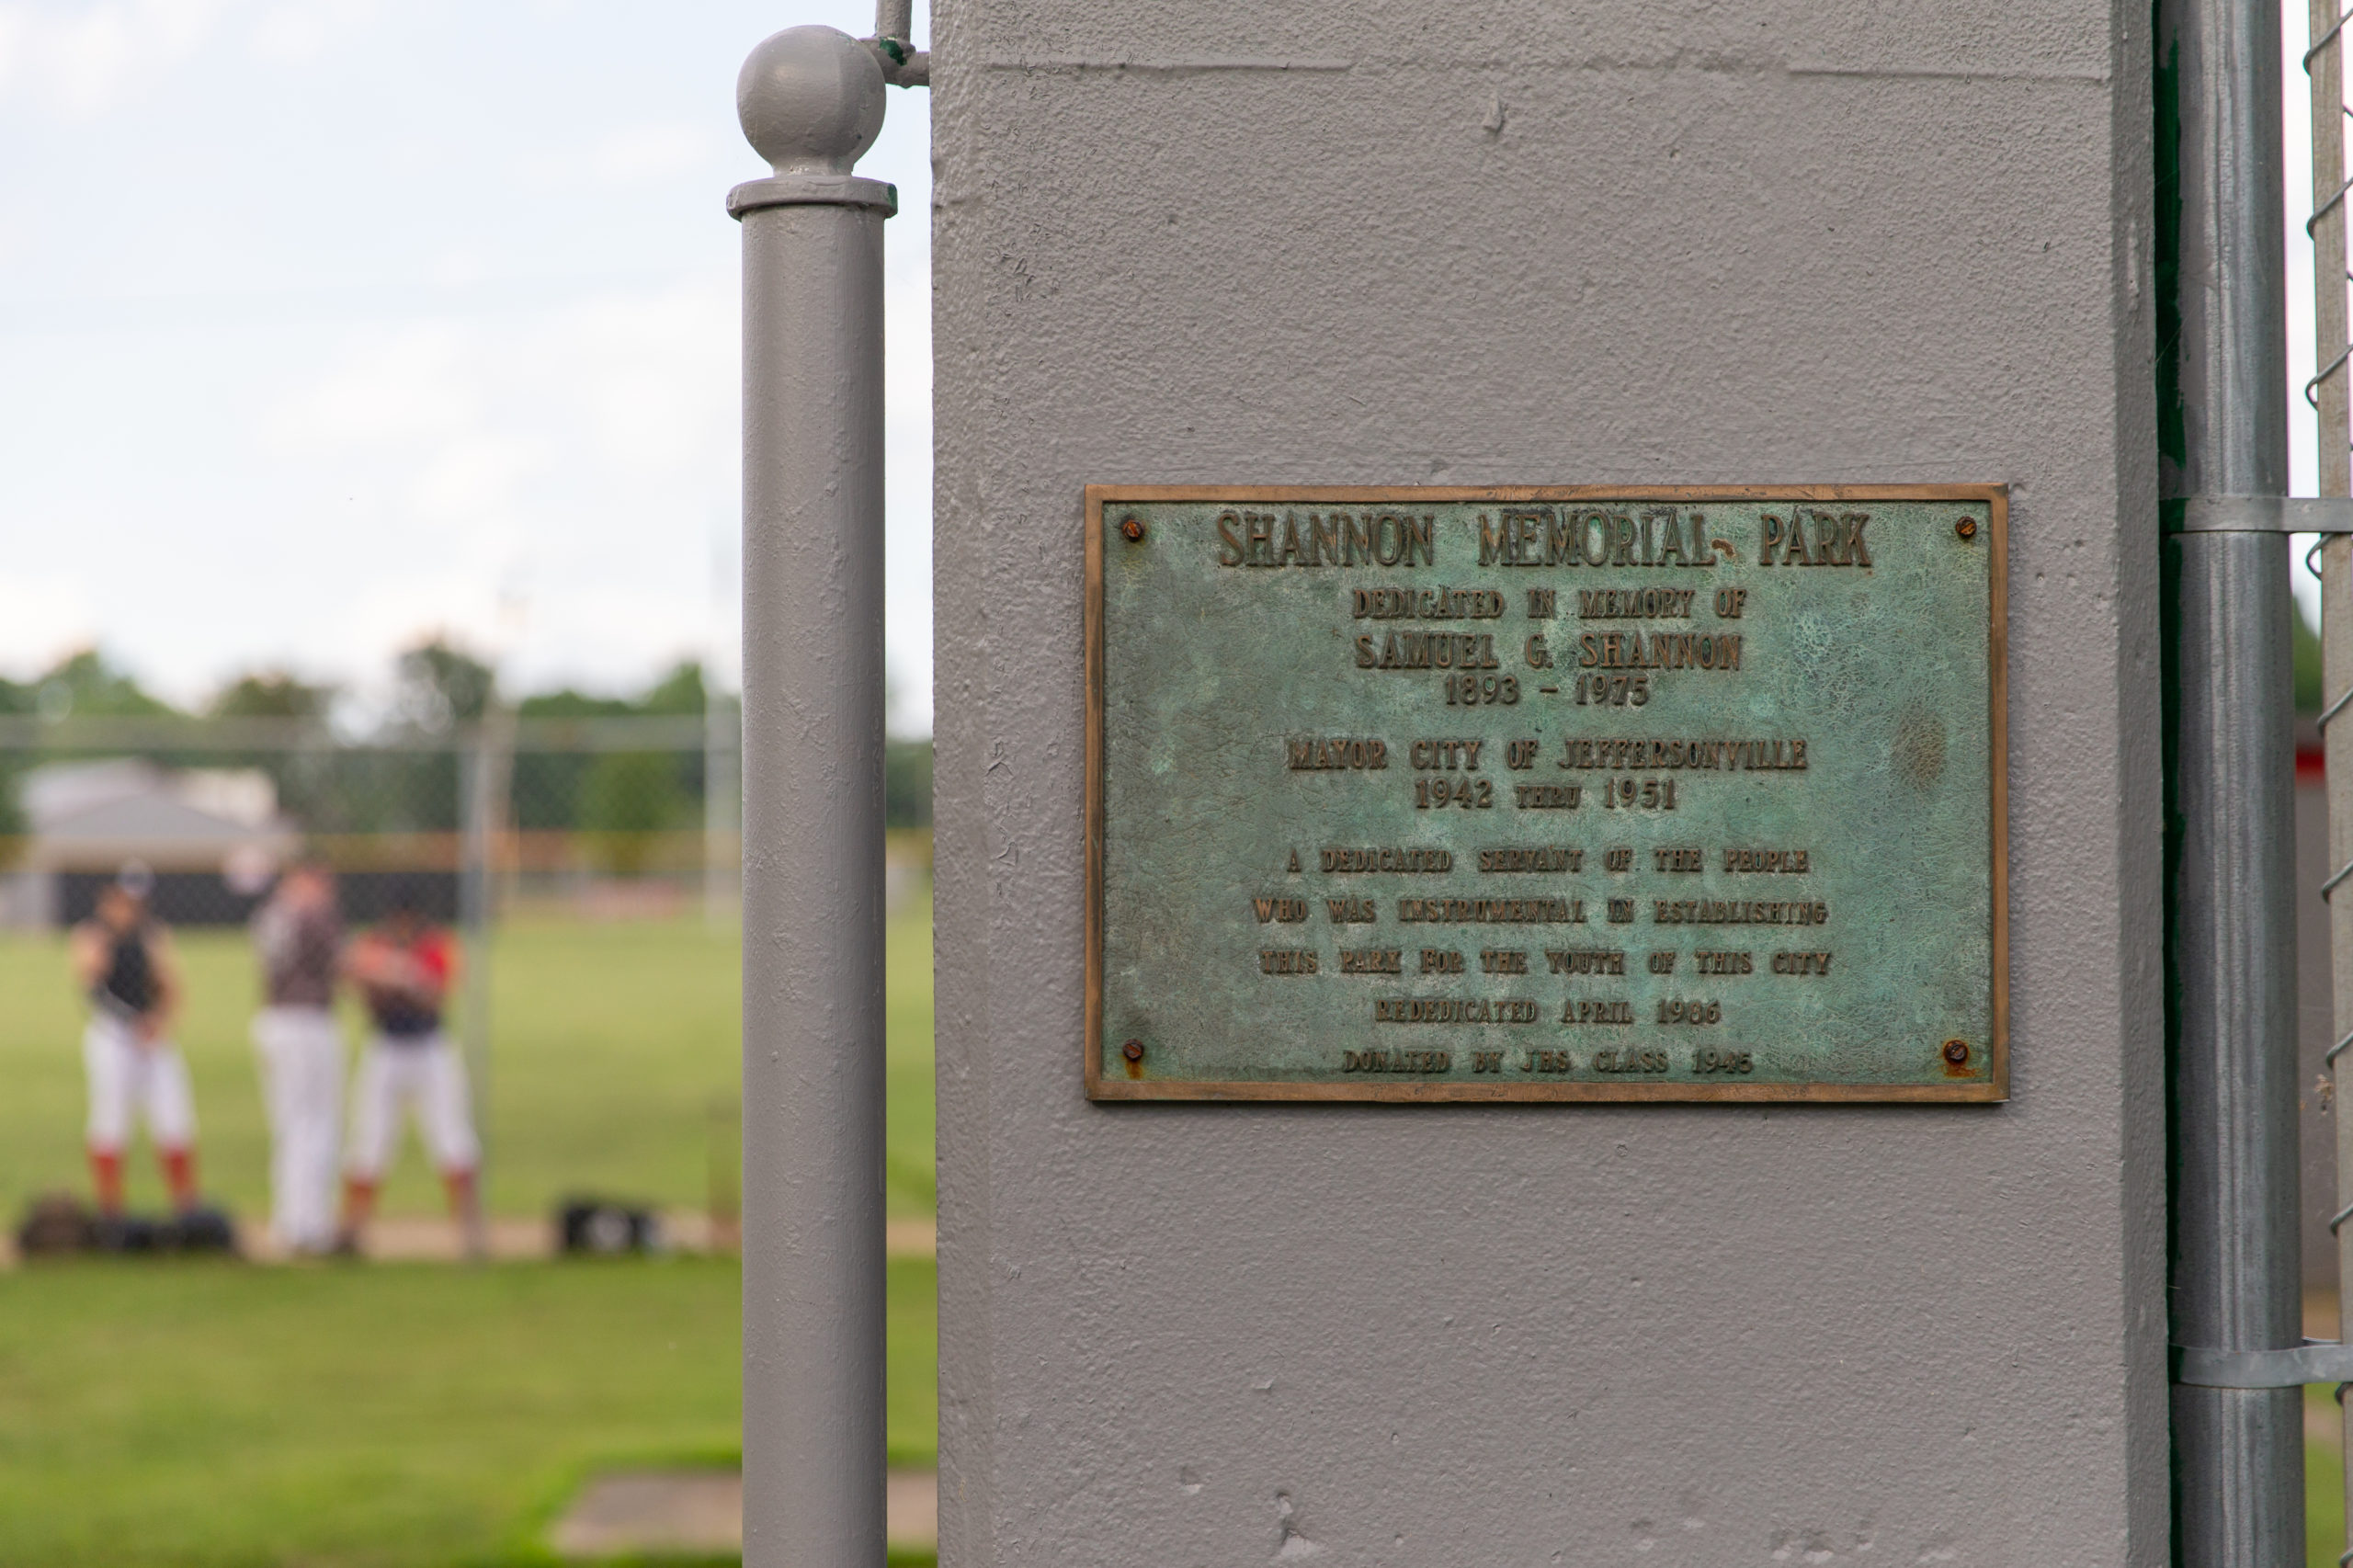 SHANNON MEMORIAL PARK
DEDICATED IN MEMORY OF
SAMUEL G. SHANNON
1893 - 1975
MAYOR CITY OF JEFFERSONVILLE
1942 THRU 1951
A DEDICATED SERVANT OF THE PEOPLE
WHO WAS INSTRUMENTAL IN ESTABLISHING
THIS PARK FOR THE YOUTH OF THIS CITY
REDEDICATED APRIL 1986
DONATED BY JHS CLASS 1945